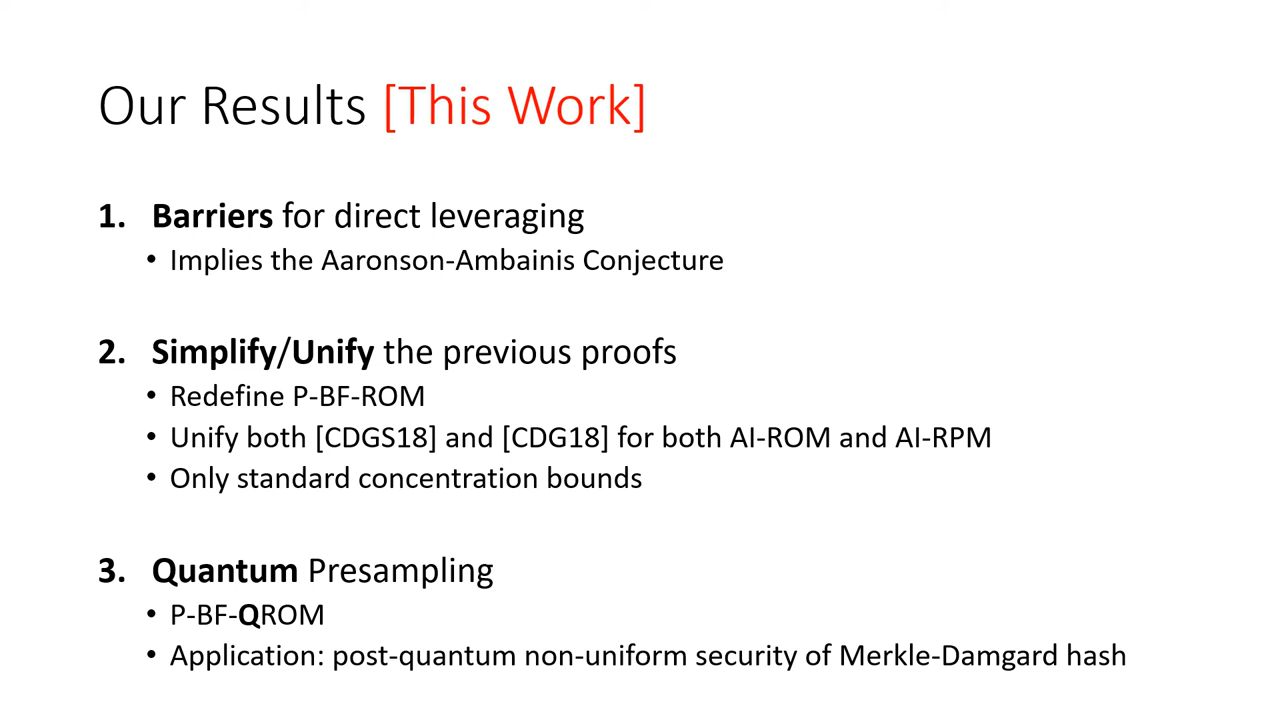 Our Results [This Work]
1. Barriers for direct leveraging
• Implies the Aaronson-Ambainis Conjecture
2. Simplify/Unify the previous proofs
• Redefine P-BF-ROM
• Unify both [CDGS18] and [CDG18] for both AI-ROM and AI-RPM
• Only standard concentration bounds
3. Quantum Presampling
• P-BF-QROM
• Application: post-quantum non-uniform security of Merkle-Damgard hash